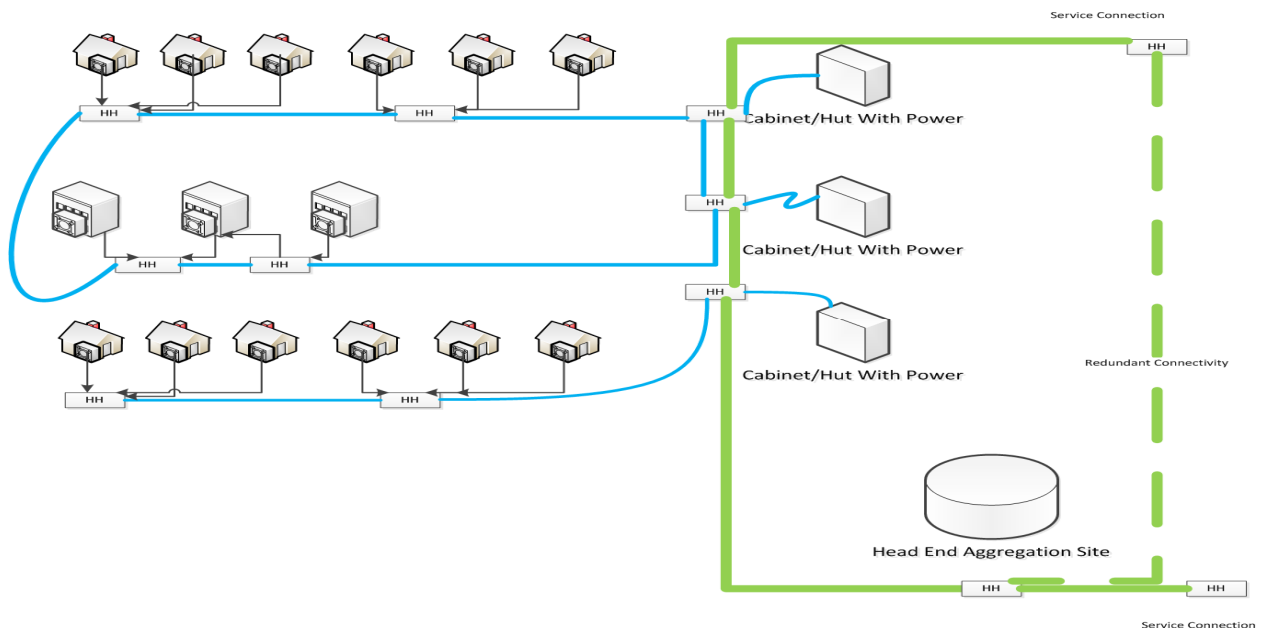 Service Connection
HH
HH
HH
HH
Cabinet/Hut With Power
HH
Cabinet/Hut With Power
HH
HH
HH
Redundant Connectivity
Cabinet/Hut With Power
HH
HH
Head End Aggregation Site
HH
HH
Service Connection